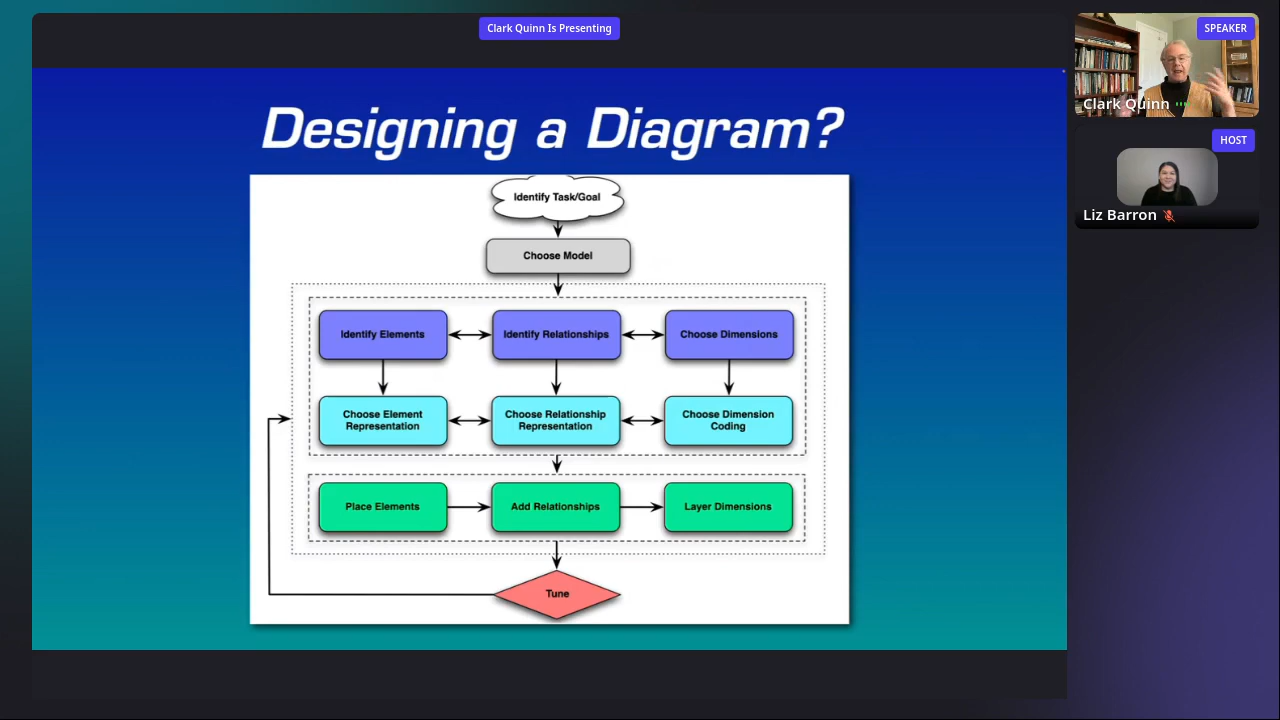 Clark Quinn Is Presenting
SPEAKER
Clark Quinn
HOST
Liz Barron
Designing a Diagram?
Identify Task/Goal
Choose Model
Identify Elements
Identify Relationships
Choose Dimensions
Choose Element
Representation
Choose Relationship
Representation
Choose Dimension
Coding
Place Elements
Add Relationships
Layer Dimensions
Tune